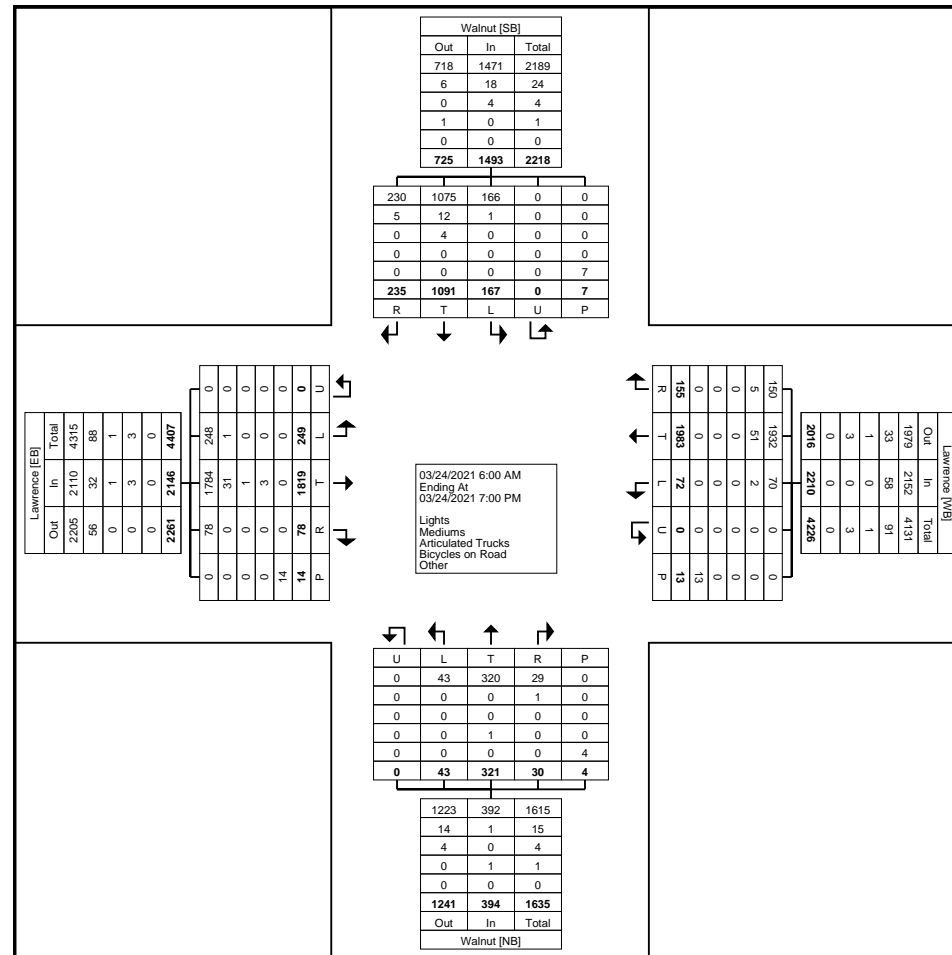 Walnut [SB]
Out In Total
718 1471 2189
6 18 24
0 4 4
1 0 1
0 0 0
725 1493 2218
230 1075 166 0 0
5 12 1 0 0
0 4 0 0 0
0 0 0 0 0
0 0 0 0 7
235 1091 167 0 7
R T L U P
Lawrence [EB]
Out In Total
2205 2110 4315
56 32 88
0 1 1
0 3 3
0 0 0
2261 2146 4407
0 78 1784 248 0
0 0 31 1 0
0 0 1 0 0
0 0 3 0 0
14 0 0 0 0
14 78 1819 249 0
P R T L U
03/24/2021 6:00 AM
Ending At
03/24/2021 7:00 PM
Lights
Mediums
Articulated Trucks
Bicycles on Road
Other
Lawrence [WB]
Out In Total
1979 2152 4131
33 58 91
1 0 1
3 0 3
0 0 0
2016 2210 4226
150 1932 70 0 0
5 51 2 0 0
0 0 0 0 0
0 0 0 0 0
0 0 0 0 13
155 1983 72 0 13
R T L U P
U L T R P
0 43 320 29 0
0 0 0 1 0
0 0 0 0 0
0 0 1 0 0
0 0 0 0 4
0 43 321 30 4
1223 392 1615
14 1 15
4 0 4
0 1 1
0 0 0
1241 394 1635
Out In Total
Walnut [NB]